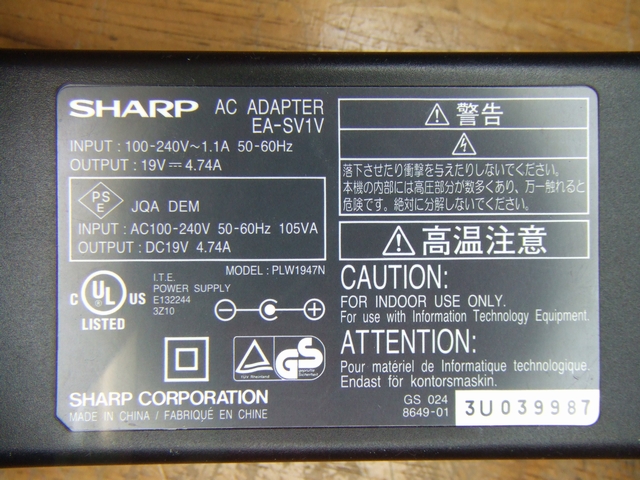 SHARP AC ADAPTER
EA-SV1V
INPUT : 100-240V~1.1A 50-60Hz
OUTPUT : 19V⎓4.74A
PS
E
JQA DEM
INPUT : AC100-240V 50-60Hz 105VA
OUTPUT : DC19V 4.74A
MODEL : PLW1947N
C UL US
LISTED
I.T.E.
POWER SUPPLY
E132244
3Z10
SHARP CORPORATION
MADE IN CHINA / FABRIQUÉ EN CHINE
TÜV Rheinland
geprüfte
Sicherheit
GS
⚠警告
落下させたり衝撃を与えたりしないでください。
本機の内部には高圧部分が数多くあり、万一触れると
危険です。絶対に分解しないでください。
⚠高温注意
CAUTION:
FOR INDOOR USE ONLY.
For use with Information Technology Equipment.
ATTENTION:
Pour matériel de Informatique technologique.
Endast för kontorsmaskin.
GS 024
8649-01
3U039987